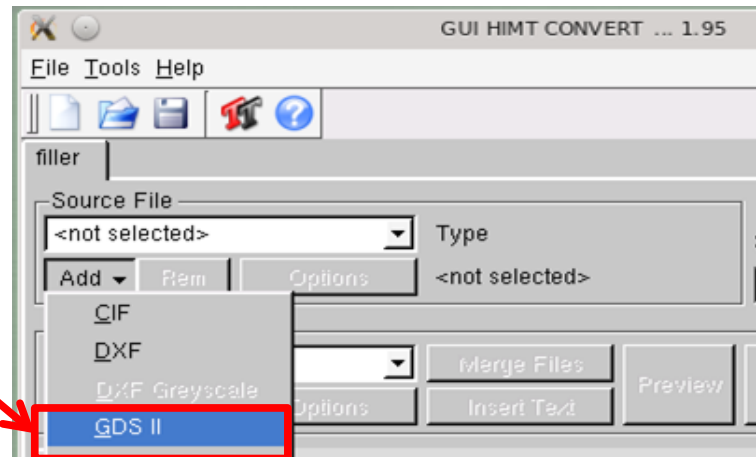 GUI HIMT CONVERT ... 1.95
File Tools Help
filler
Source File
<not selected>
Type
Add Rem Options
<not selected>
CIF
DXF
DXF Greyscale
GDS II
Merge Files
Preview
Options
Insert Text